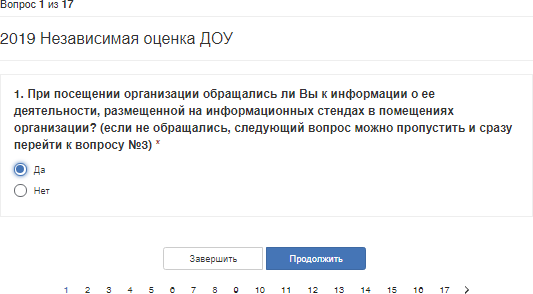 Вопрос 1 из 17
2019 Независимая оценка ДОУ
1. При посещении организации обращались ли Вы к информации о ее
деятельности, размещенной на информационных стендах в помещениях
организации? (если не обращались, следующий вопрос можно пропустить и сразу
перейти к вопросу №3) *
Да
Нет
Завершить Продолжить
1 2 3 4 5 6 7 8 9 10 11 12 13 14 15 16 17 >